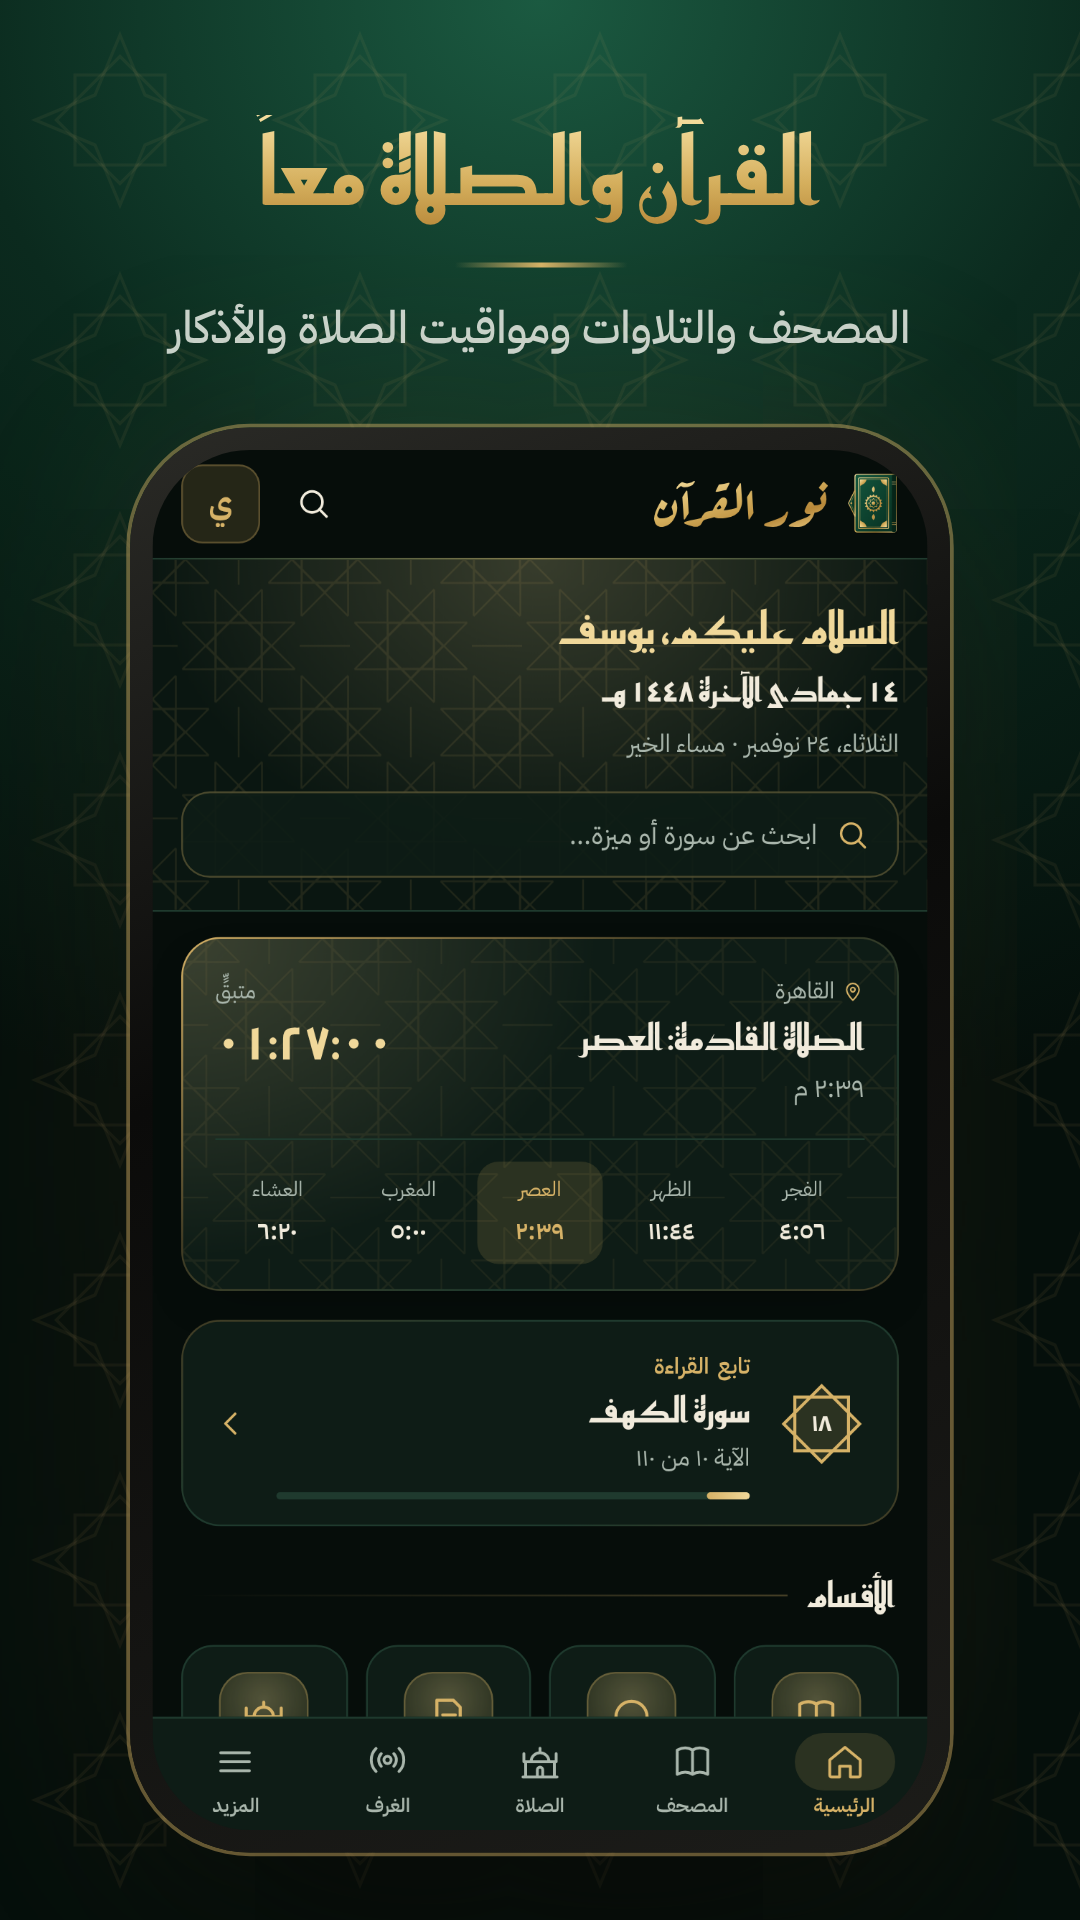 القرآن والصلاة معاً
المصحف والتلاوات ومواقيت الصلاة والأذكار
نور القرآن
ي
السلام عليكم، يوسف
١٤ جمادى الآخرة ١٤٤٨ هـ
الثلاثاء، ٢٤ نوفمبر · مساء الخير
ابحث عن سورة أو ميزة...
القاهرة
متبقٍّ
الصلاة القادمة: العصر
٠١:٢٧:٠٠
٢:٣٩ م
الفجر الظهر العصر المغرب العشاء
٤:٥٦ ١١:٤٤ ٢:٣٩ ٥:٠٠ ٦:٢٠
تابع القراءة
سورة الكهف
١٨
الآية ١٠ من ١١٠
الأقسام
الرئيسية المصحف الصلاة الغرف المزيد